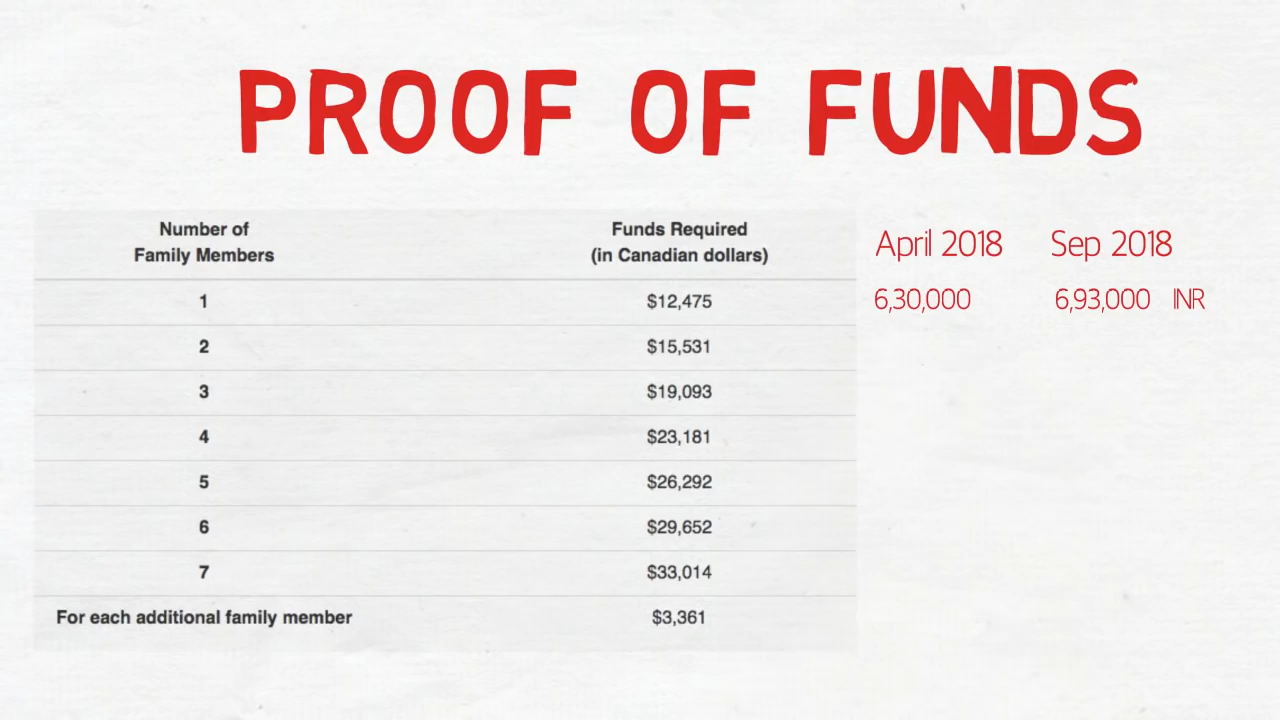 PROOF OF FUNDS
Number of Family Members Funds Required (in Canadian dollars) April 2018 Sep 2018
1 $12,475 6,30,000 6,93,000 INR
2 $15,531
3 $19,093
4 $23,181
5 $26,292
6 $29,652
7 $33,014
For each additional family member $3,361